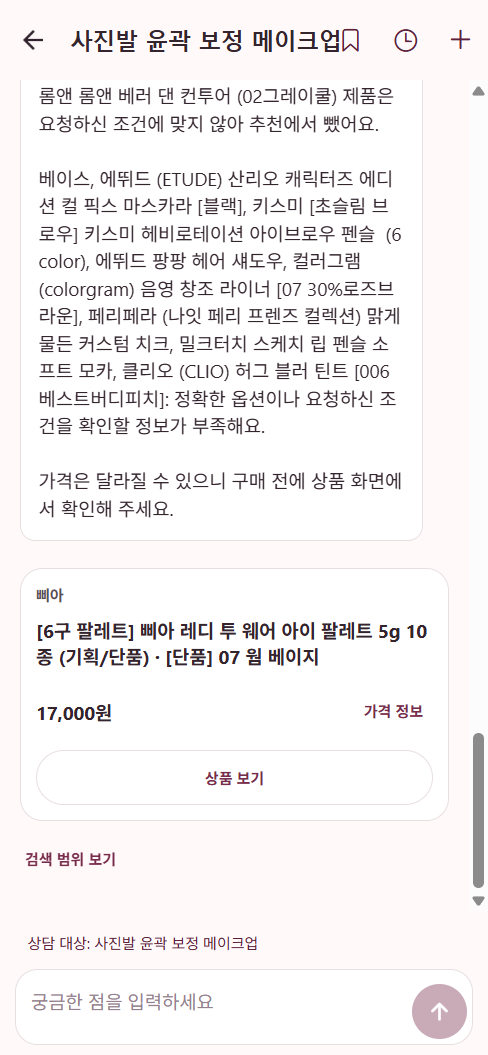 사진발 윤곽 보정 메이크업
롬앤 롬앤 베러 댄 컨투어 (02그레이쿨) 제품은
요청하신 조건에 맞지 않아 추천에서 뺐어요.
베이스, 에뛰드 (ETUDE) 산리오 캐릭터즈 에디
션 컬 픽스 마스카라 [블랙], 키스미 [초슬림 브
로우] 키스미 헤비로테이션 아이브로우 펜슬  (6
color), 에뛰드 팡팡 헤어 섀도우, 컬러그램
(colorgram) 음영 창조 라이너 [07 30%로즈브
라운], 페리페라 (나잇 페리 프렌즈 컬렉션) 맑게
물든 커스텀 치크, 밀크터치 스케치 립 펜슬 소
프트 모카, 클리오 (CLIO) 허그 블러 틴트 [006
베스트버디피치]: 정확한 옵션이나 요청하신 조
건을 확인할 정보가 부족해요.
가격은 달라질 수 있으니 구매 전에 상품 화면에
서 확인해 주세요.
삐아
[6구 팔레트] 삐아 레디 투 웨어 아이 팔레트 5g 10
종 (기획/단품) · [단품] 07 웜 베이지
17,000원
가격 정보
상품 보기
검색 범위 보기
상담 대상: 사진발 윤곽 보정 메이크업
궁금한 점을 입력하세요